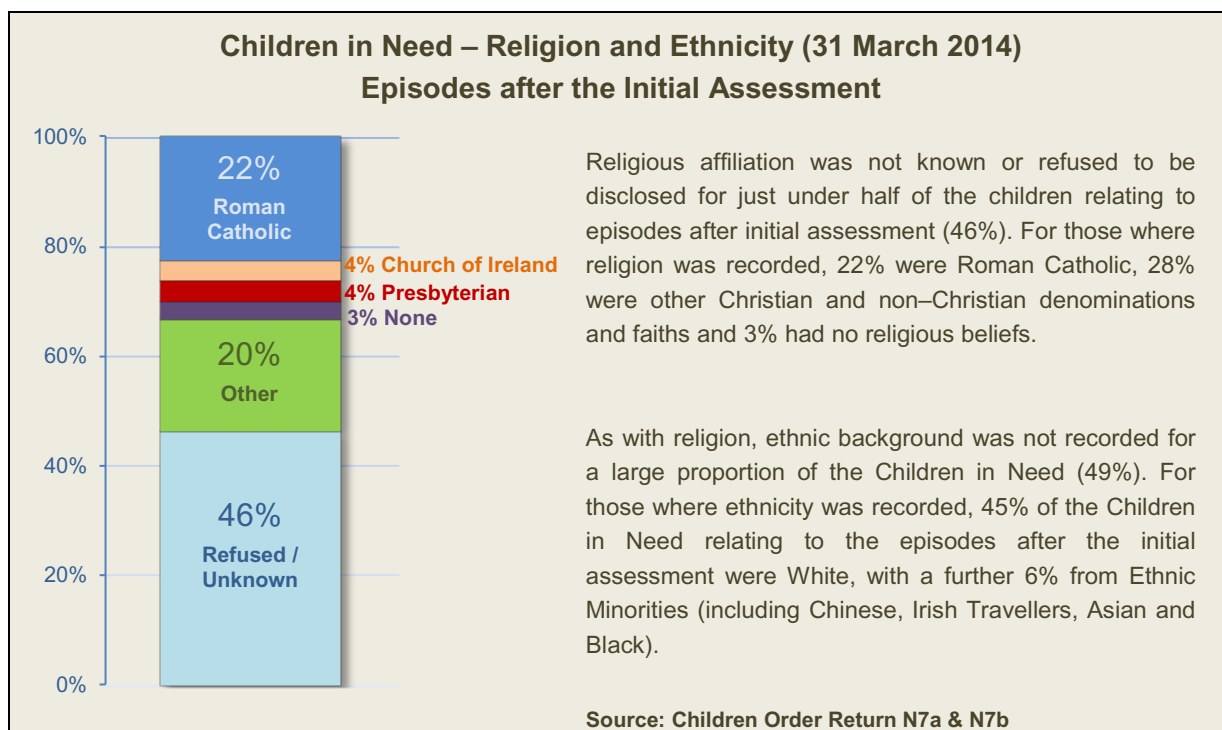 Children in Need – Religion and Ethnicity (31 March 2014)
Episodes after the Initial Assessment
100%
80%
60%
40%
20%
0%
22%
Roman
Catholic
4% Church of Ireland
4% Presbyterian
3% None
20%
Other
46%
Refused /
Unknown
Religious affiliation was not known or refused to be
disclosed for just under half of the children relating to
episodes after initial assessment (46%). For those where
religion was recorded, 22% were Roman Catholic, 28%
were other Christian and non–Christian denominations
and faiths and 3% had no religious beliefs.
As with religion, ethnic background was not recorded for
a large proportion of the Children in Need (49%). For
those where ethnicity was recorded, 45% of the Children
in Need relating to the episodes after the initial
assessment were White, with a further 6% from Ethnic
Minorities (including Chinese, Irish Travellers, Asian and
Black).
Source: Children Order Return N7a & N7b